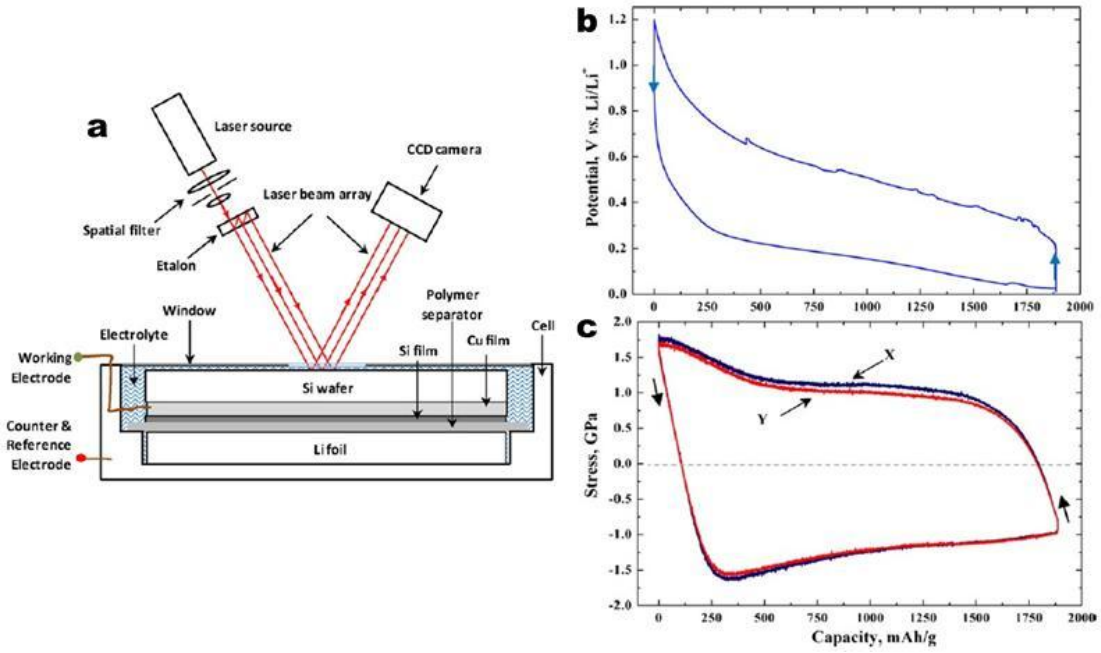 a
Laser source
CCD camera
Laser beam array
Spatial filter
Etalon
Polymer
separator
Window
Cell
Electrolyte
Si film
Cu film
Working
Electrode
Si wafer
Counter &
Reference
Electrode
Li foil
b
Potential, V vs. Li/Li+
1.2
1.0
0.8
0.6
0.4
0.2
0.0
0
250
500
750
1000
1250
1500
1750
2000
c
Stress, GPa
2.0
1.5
1.0
0.5
0.0
-0.5
-1.0
-1.5
-2.0
X
Y
0
250
500
750
1000
1250
1500
1750
2000
Capacity, mAh/g